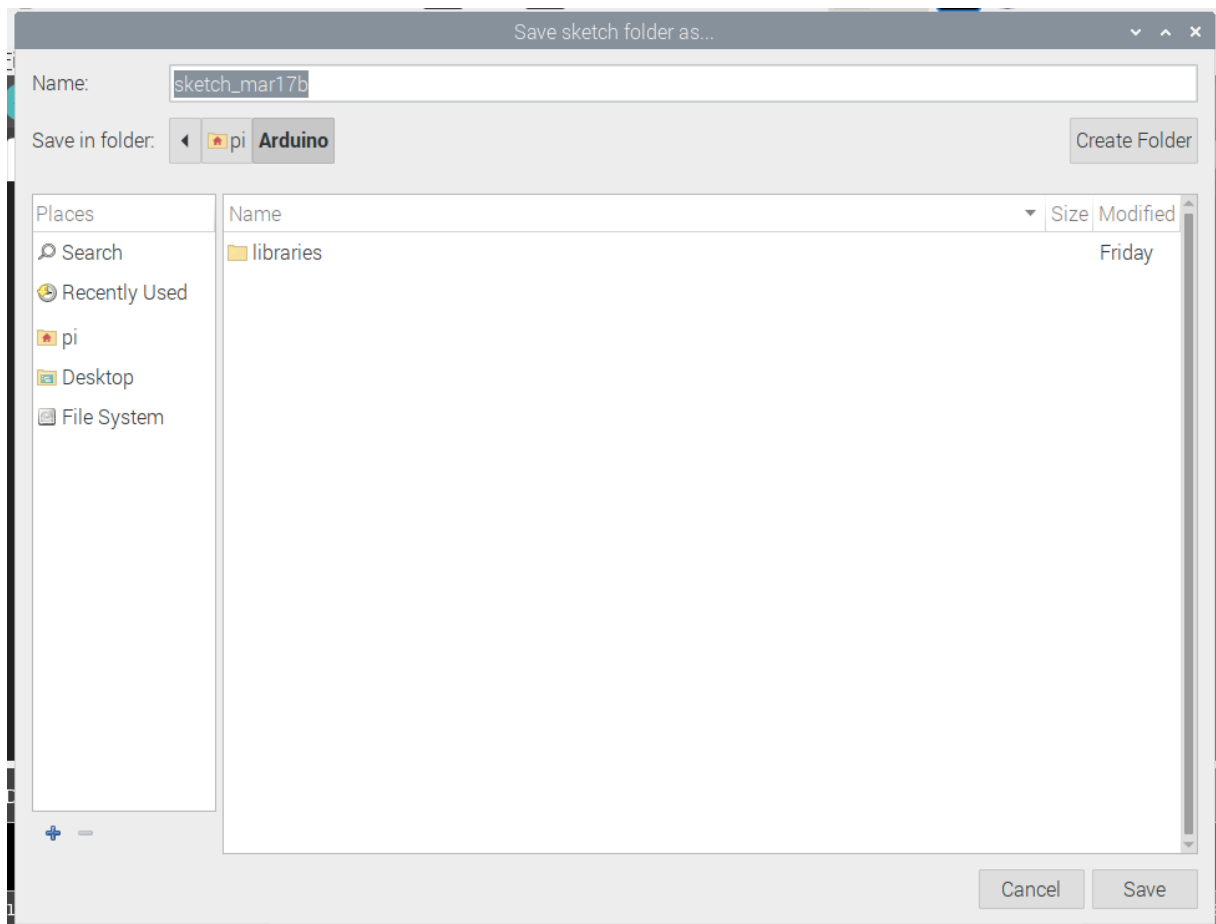 Save sketch folder as...
Name: sketch_mar17b
Save in folder: pi Arduino Create Folder
Places
Search
Recently Used
pi
Desktop
File System
Name Size Modified
libraries Friday
Cancel Save